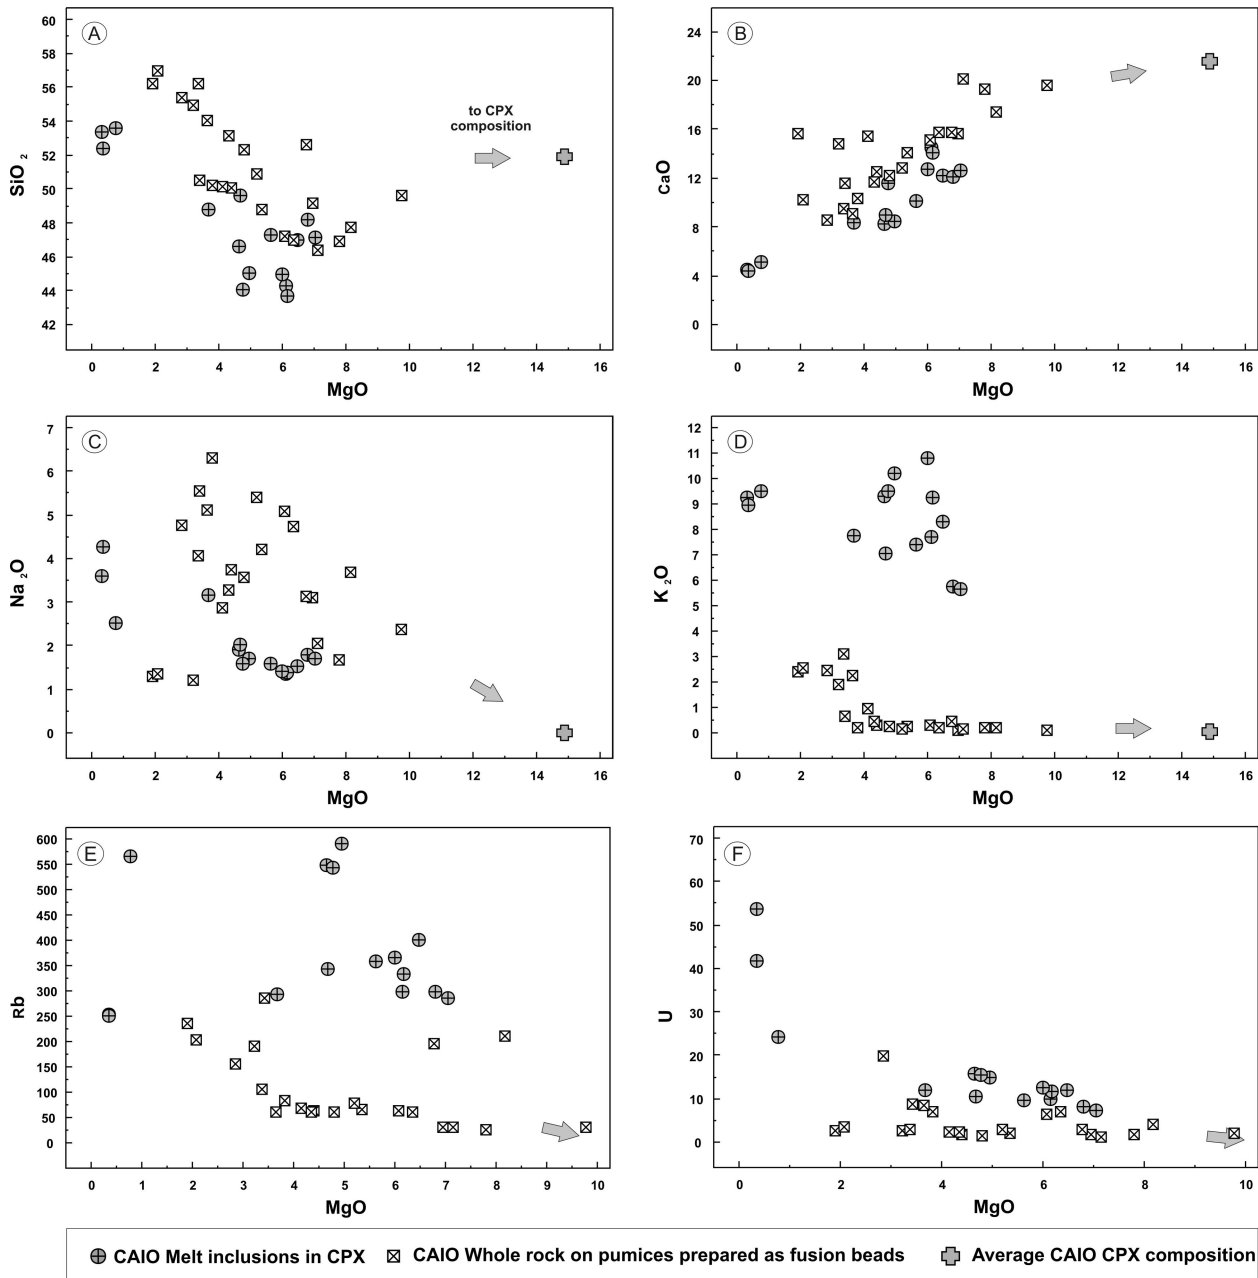 A
60
58
56
54
52
50
48
46
44
42
SiO 2
to CPX
composition
0 2 4 6 8 10 12 14 16
MgO
B
24
20
16
12
8
4
0
CaO
0 2 4 6 8 10 12 14 16
MgO
C
7
6
5
4
3
2
1
0
Na 2O
0 2 4 6 8 10 12 14 16
MgO
D
12
11
10
9
8
7
6
5
4
3
2
1
0
K 2O
0 2 4 6 8 10 12 14 16
MgO
E
600
550
500
450
400
350
300
250
200
150
100
50
0
Rb
0 1 2 3 4 5 6 7 8 9 10
MgO
F
70
60
50
40
30
20
10
0
U
0 2 4 6 8 10
MgO
CAIO Melt inclusions in CPX CAIO Whole rock on pumices prepared as fusion beads Average CAIO CPX composition